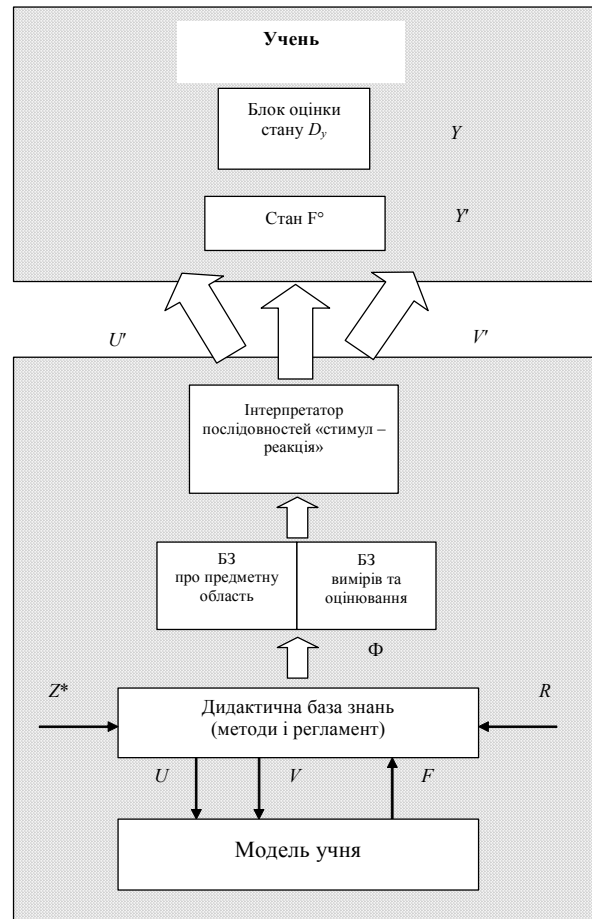 Учень
Блок оцінки
стану Dᵧ
Y
Стан F°
Y'
U'
V'
Інтерпретатор
послідовностей «стимул –
реакція»
БЗ
про предметну
область
БЗ
вимірів та
оцінювання
Ф
Z*
R
Дидактична база знань
(методи і регламент)
U
V
F
Модель учня